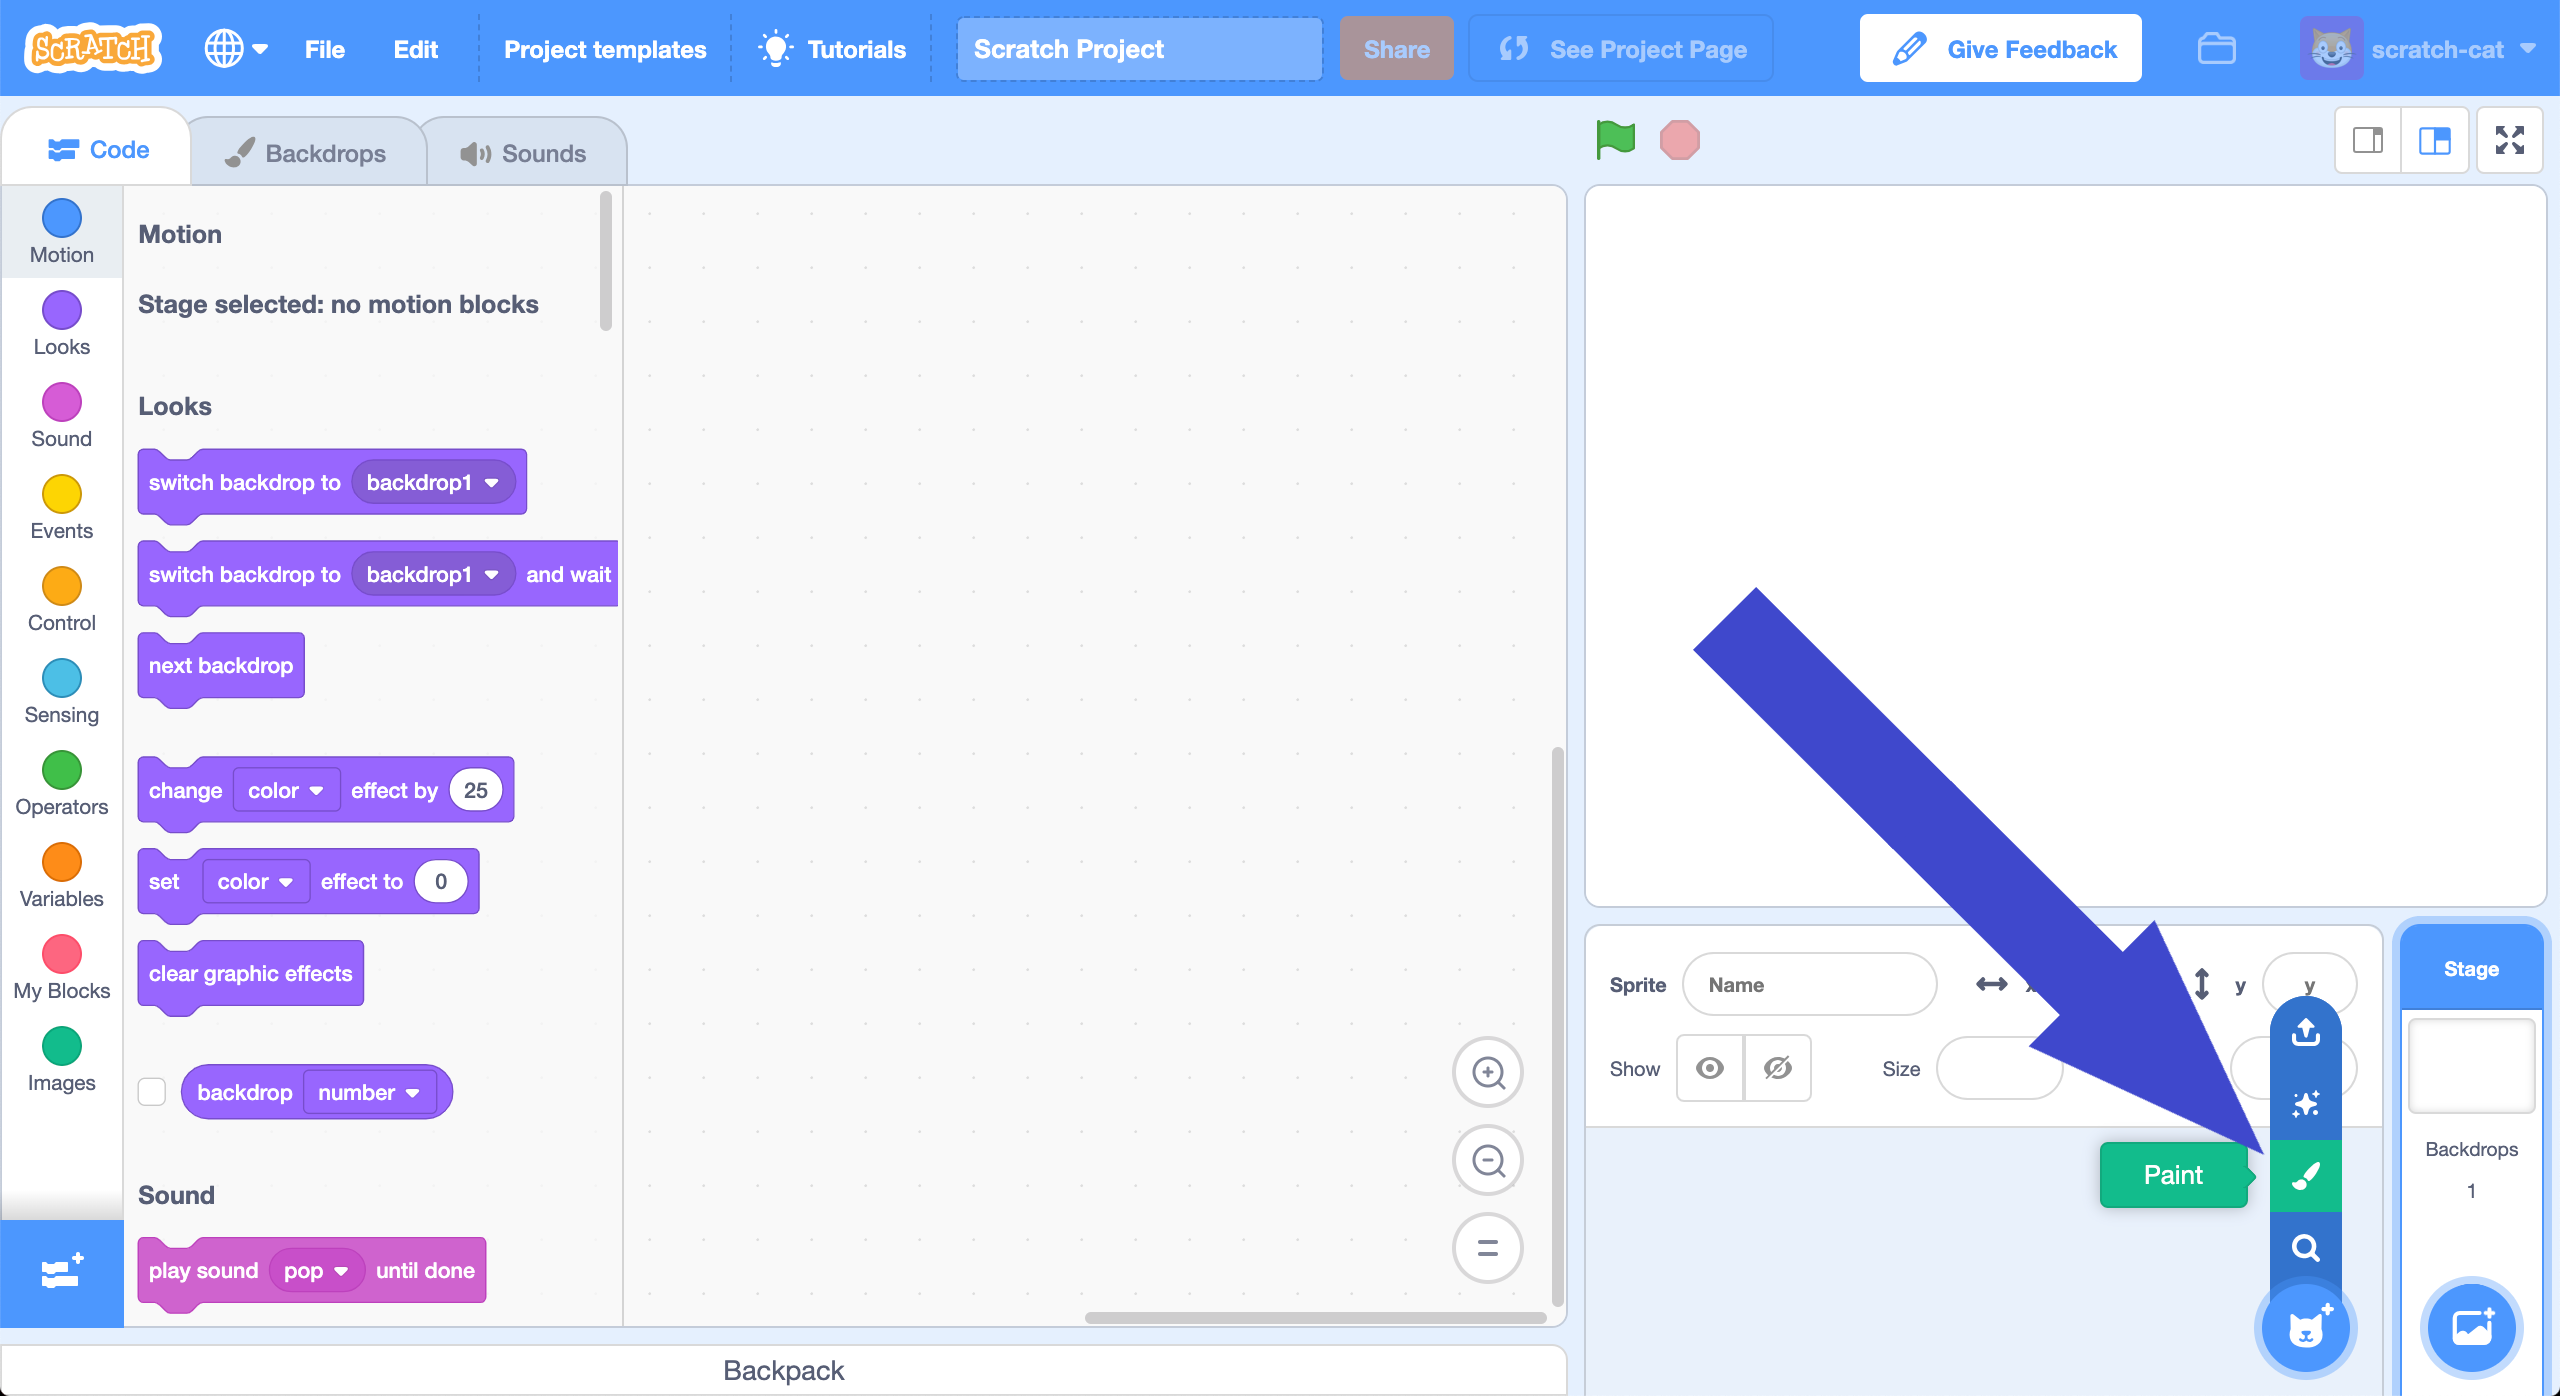 SCRATCH File Edit Project templates Tutorials Scratch Project Share See Project Page Give Feedback scratch-cat
Code Backdrops Sounds
Motion
Looks
Sound
Events
Control
Sensing
Operators
Variables
My Blocks
Images
Motion
Stage selected: no motion blocks
Looks
switch backdrop to backdrop1
switch backdrop to backdrop1 and wait
next backdrop
change color effect by 25
set color effect to 0
clear graphic effects
backdrop number
Sound
play sound pop until done
Backpack
Sprite Name y y
Show Size
Paint
Stage
Backdrops
1